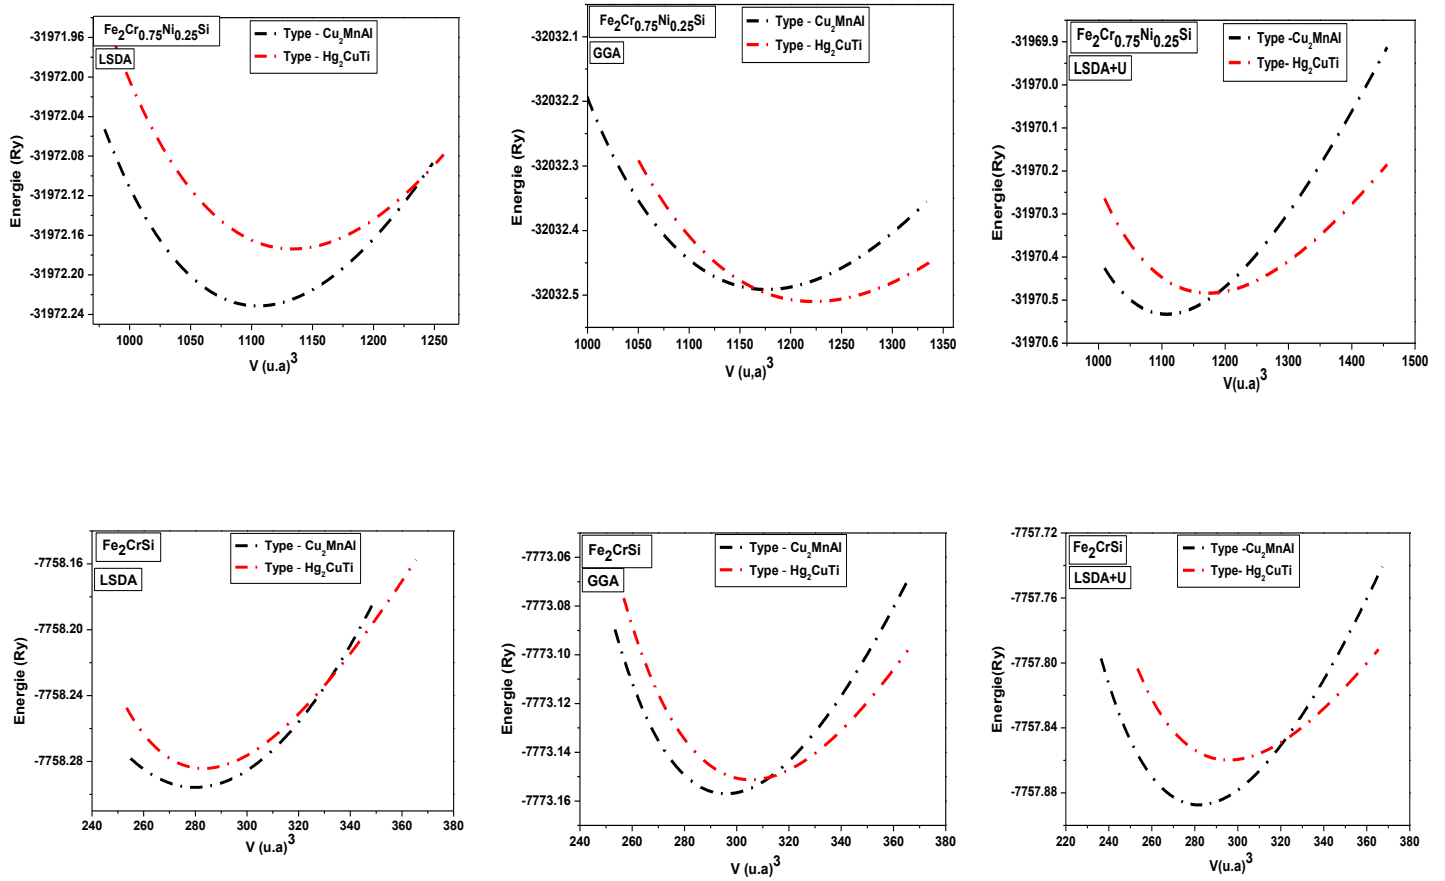 Fe2Cr0.75Ni0.25Si
LSDA
Type - Cu2MnAl
Type - Hg2CuTi
-31971.96
-31972.00
-31972.04
-31972.08
-31972.12
-31972.16
-31972.20
-31972.24
Energie (Ry)
1000 1050 1100 1150 1200 1250
V (u.a)3
Fe2Cr0.75Ni0.25Si
GGA
Type - Cu2MnAl
Type - Hg2CuTi
-32032.1
-32032.2
-32032.3
-32032.4
-32032.5
Energie (Ry)
1000 1050 1100 1150 1200 1250 1300 1350
V (u,a)3
Fe2Cr0.75Ni0.25Si
LSDA+U
Type -Cu2MnAl
Type- Hg2CuTi
-31969.9
-31970.0
-31970.1
-31970.2
-31970.3
-31970.4
-31970.5
-31970.6
Energie(Ry)
1000 1100 1200 1300 1400 1500
V(u.a)3
Fe2CrSi
LSDA
Type - Cu2MnAl
Type - Hg2CuTi
-7758.16
-7758.20
-7758.24
-7758.28
Energie (Ry)
240 260 280 300 320 340 360 380
V (u.a)3
Fe2CrSi
GGA
Type - Cu2MnAl
Type - Hg2CuTi
-7773.06
-7773.08
-7773.10
-7773.12
-7773.14
-7773.16
Energie (Ry)
240 260 280 300 320 340 360 380
V (u.a)3
Fe2CrSi
LSDA+U
Type -Cu2MnAl
Type- Hg2CuTi
-7757.72
-7757.76
-7757.80
-7757.84
-7757.88
Energie(Ry)
220 240 260 280 300 320 340 360 380
V(u.a)3